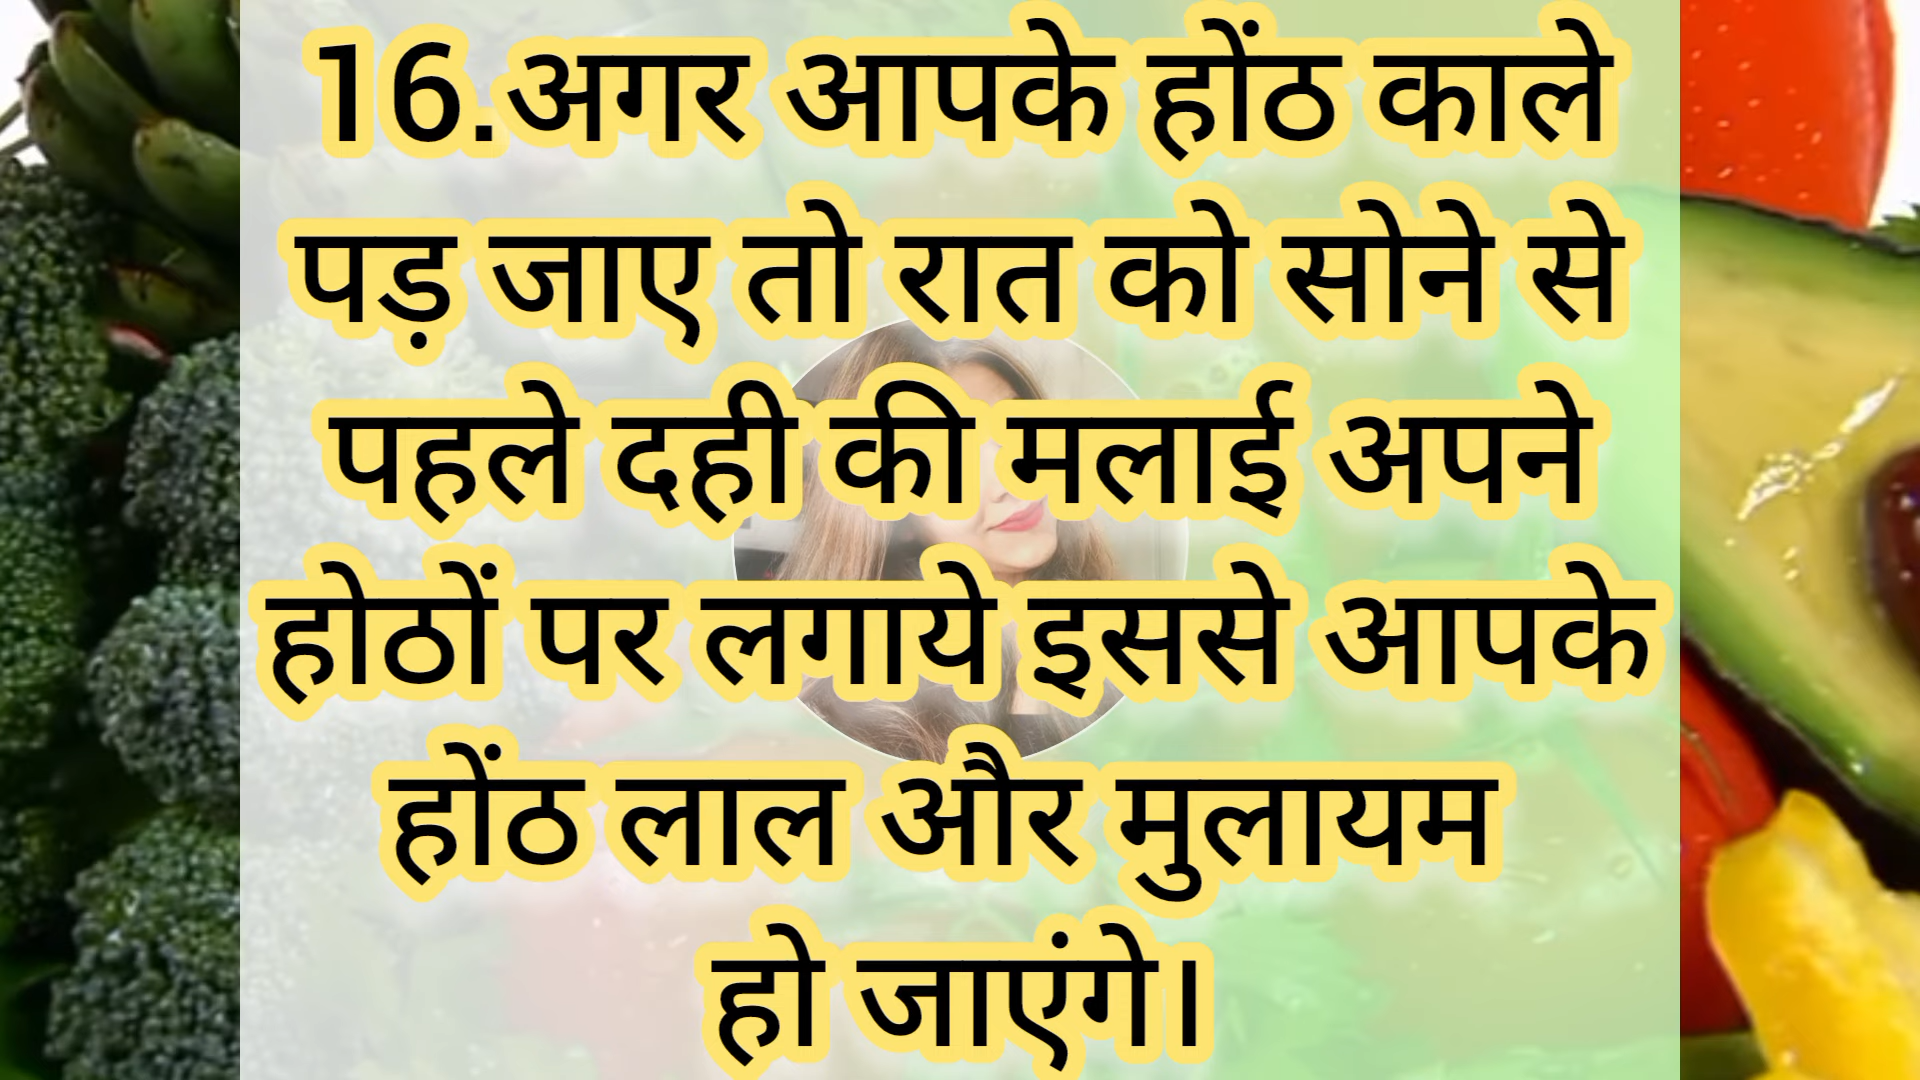 16.अगर आपके होंठ काले
पड़ जाए तो रात को सोने से
पहले दही की मलाई अपने
होठों पर लगाये इससे आपके
होंठ लाल और मुलायम
हो जाएंगे।